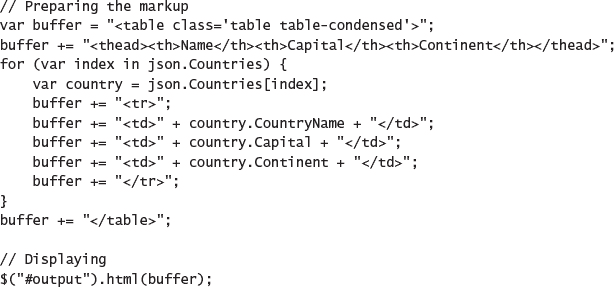 // Preparing the markup
var buffer = "<table class='table table-condensed'>";
buffer += "<thead><th>Name</th><th>Capital</th><th>Continent</th></thead>";
for (var index in json.Countries) {
    var country = json.Countries[index];
    buffer += "<tr>";
    buffer += "<td>" + country.CountryName + "</td>";
    buffer += "<td>" + country.Capital + "</td>";
    buffer += "<td>" + country.Continent + "</td>";
    buffer += "</tr>";
}
buffer += "</table>";

// Displaying
$("#output").html(buffer);